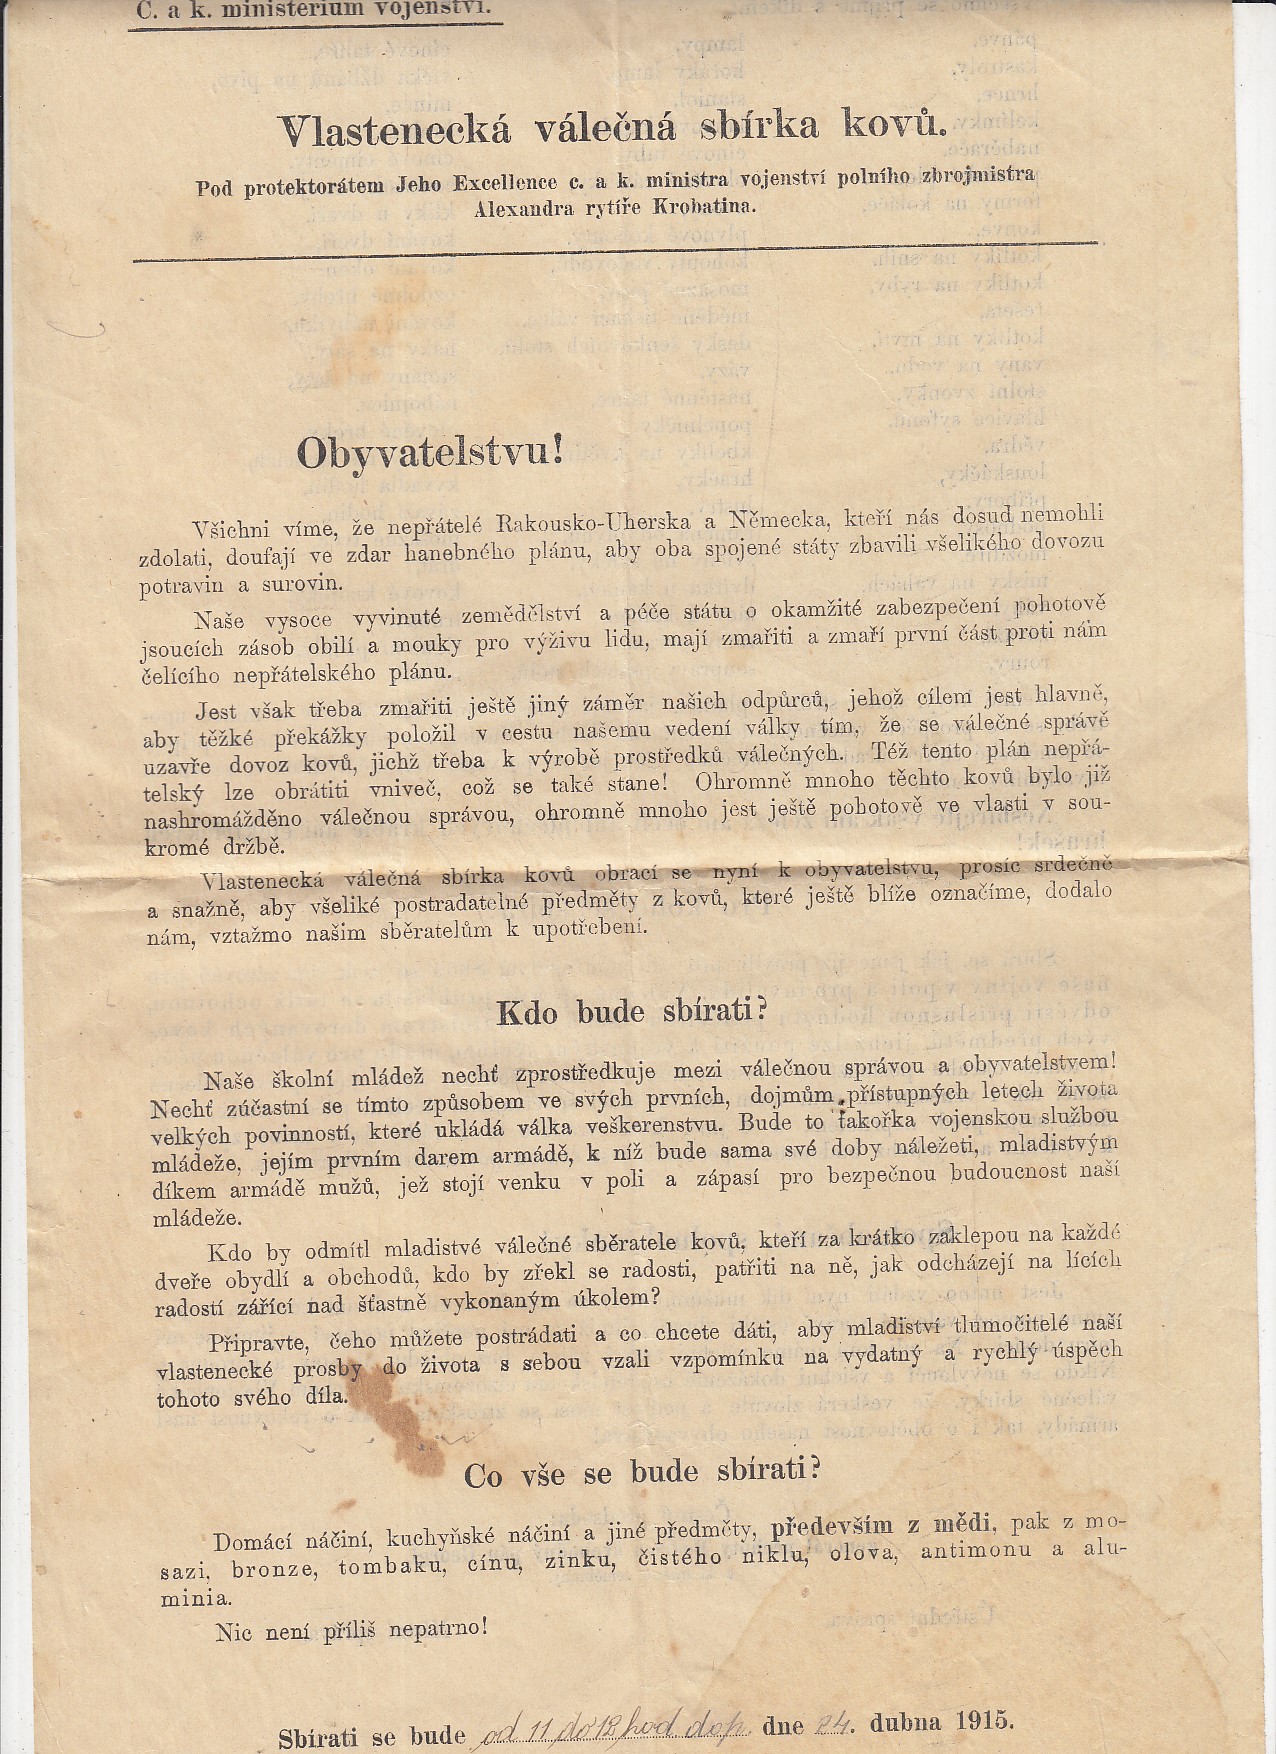 C. a k. ministerium vojenství.
Vlastenecká válečná sbírka kovů.
Pod protektorátem Jeho Excellence c. a k. ministra vojenství polního zbrojmistra
Alexandra rytíře Krobatina.
Obyvatelstvu!
Všichni víme, že nepřátelé Rakousko-Uherska a Německa, kteří nás dosud nemohli
zdolati, doufají ve zdar hanebného plánu, aby oba spojené státy zbavili všelikého dovozu
potravin a surovin.
Naše vysoce vyvinuté zemědělství a péče státu o okamžité zabezpečení pohotově
jsoucích zásob obilí a mouky pro výživu lidu, mají zmařiti a zmaří první část proti nám
čelícího nepřátelského plánu.
Jest však třeba zmařiti ještě jiný záměr našich odpůrců, jehož cílem jest hlavně,
aby těžké překážky položil v cestu našemu vedení války tím, že se válečné správě
uzavře dovoz kovů, jichž třeba k výrobě prostředků válečných. Též tento plán nepřá-
telský lze obrátiti vniveč, což se také stane! Ohromně mnoho těchto kovů bylo již
nashromážděno válečnou správou, ohromně mnoho jest ještě pohotově ve vlasti v sou-
kromé držbě.
Vlastenecká válečná sbírka kovů obrací se nyní k obyvatelstvu, prosíc srdečně
a snažně, aby všeliké postradatelné předměty z kovů, které ještě blíže označíme, dodalo
nám, vztažmo našim sběratelům k upotřebení.
Kdo bude sbírati?
Naše školní mládež nechť zprostředkuje mezi válečnou správou a obyvatelstvem!
Nechť zúčastní se tímto způsobem ve svých prvních, dojmům přístupných letech života
velkých povinností, které ukládá válka veškerenstvu. Bude to takořka vojenskou službou
mládeže, jejím prvním darem armádě, k níž bude sama své doby náležeti, mladistvým
díkem armádě mužů, jež stojí venku v poli a zápasí pro bezpečnou budoucnost naší
mládeže.
Kdo by odmítl mladistvé válečné sběratele kovů, kteří za krátko zaklepou na každé
dveře obydlí a obchodů, kdo by zřekl se radosti, patřiti na ně, jak odcházejí na lících
radostí zářící nad šťastně vykonaným úkolem?
Připravte, čeho můžete postrádati a co chcete dáti, aby mladiství tlumočitelé naší
vlastenecké prosby do života s sebou vzali vzpomínku na vydatný a rychlý úspěch
tohoto svého díla.
Co vše se bude sbírati?
Domácí náčiní, kuchyňské náčiní a jiné předměty, především z mědi, pak z mo-
sazi, bronze, tombaku, cínu, zinku, čistého niklu, olova, antimonu a alu-
minia.
Nic není příliš nepatrno!
Sbírati se bude od 11 do 12 hod dop. dne 24. dubna 1915.